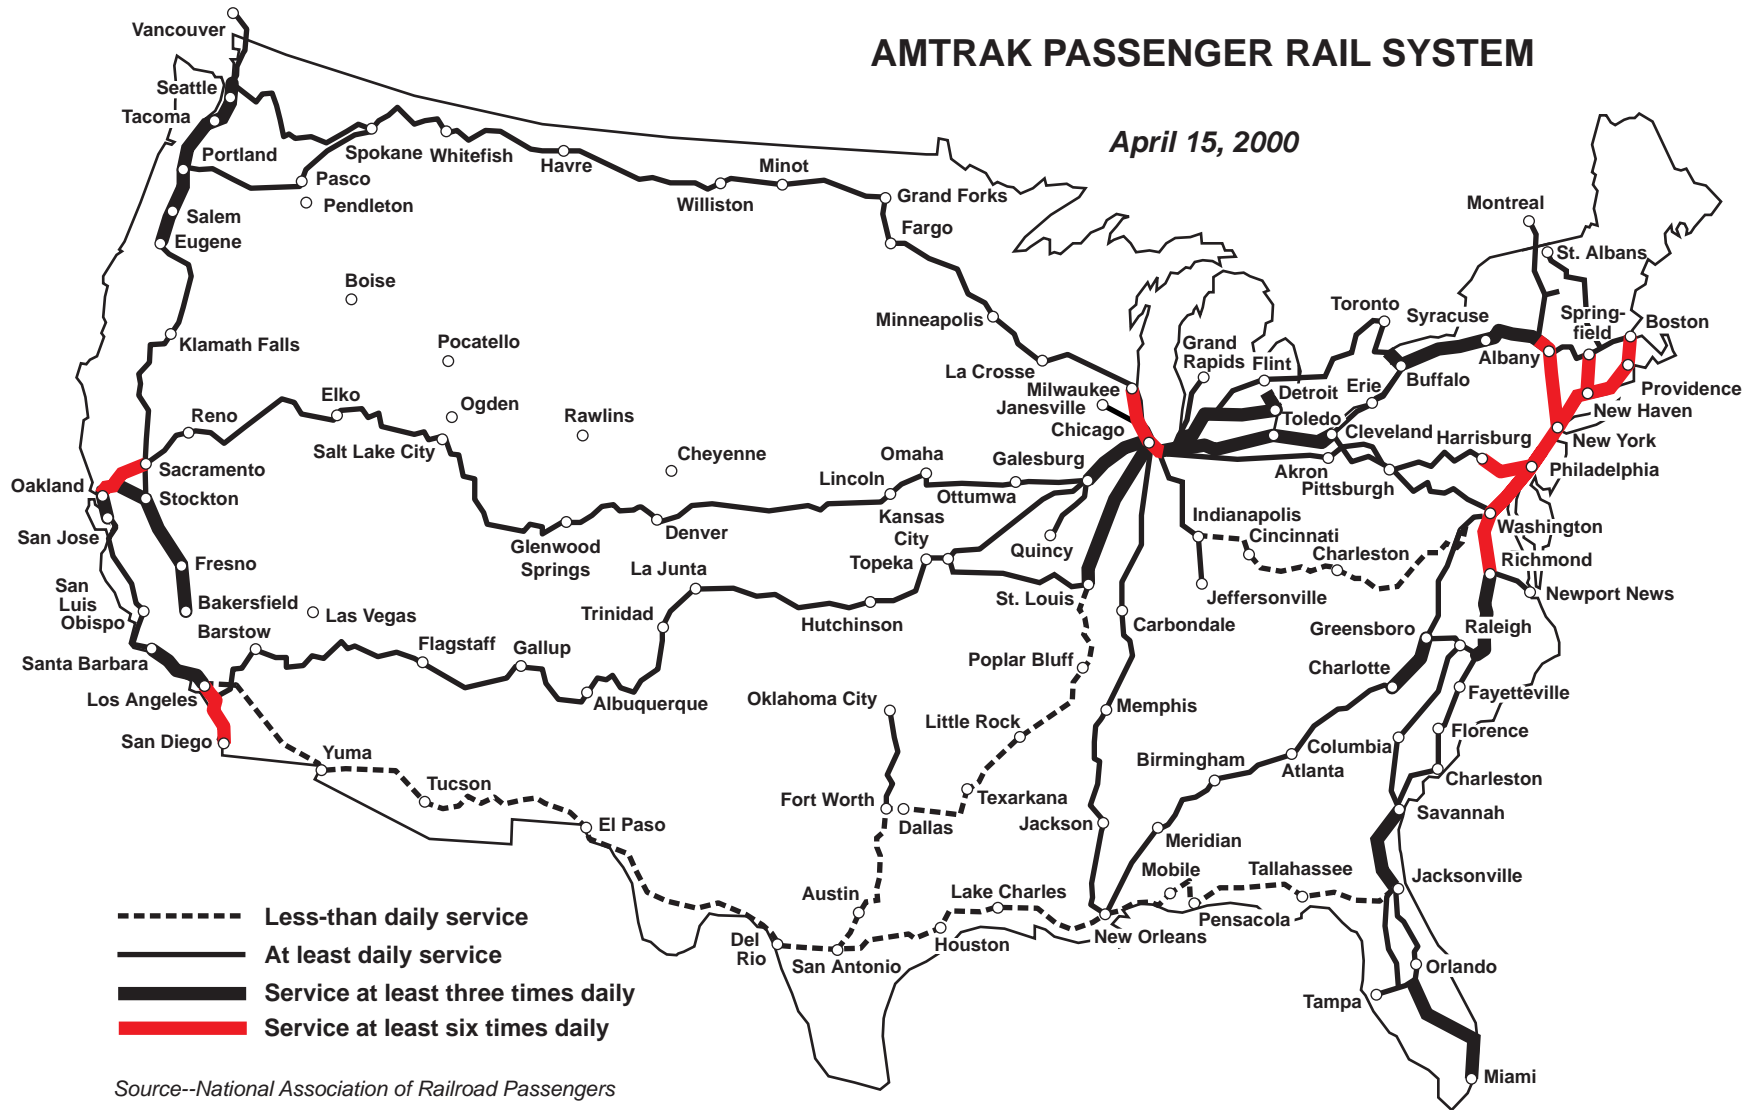 AMTRAK PASSENGER RAIL SYSTEM
April 15, 2000
Vancouver
Seattle
Tacoma
Portland
Spokane
Whitefish
Havre
Minot
Williston
Grand Forks
Fargo
Pasco
Pendleton
Salem
Eugene
Boise
Klamath Falls
Pocatello
Ogden
Minneapolis
La Crosse
Milwaukee
Janesville
Chicago
Grand
Rapids
Flint
Detroit
Toledo
Toronto
Syracuse
Montreal
St. Albans
Spring-
field
Boston
Albany
Erie
Buffalo
Providence
New Haven
New York
Cleveland
Harrisburg
Philadelphia
Akron
Pittsburgh
Reno
Elko
Salt Lake City
Rawlins
Cheyenne
Sacramento
Oakland
Stockton
San Jose
Fresno
Bakersfield
San
Luis
Obispo
Las Vegas
Barstow
Santa Barbara
Los Angeles
San Diego
Glenwood
Springs
Denver
Lincoln
Omaha
Ottumwa
Galesburg
Kansas
City
Topeka
Quincy
Indianapolis
Cincinnati
Charleston
Washington
Richmond
Newport News
Jeffersonville
La Junta
Trinidad
Hutchinson
St. Louis
Carbondale
Greensboro
Raleigh
Charlotte
Fayetteville
Flagstaff
Gallup
Albuquerque
Poplar Bluff
Oklahoma City
Little Rock
Memphis
Birmingham
Columbia
Atlanta
Florence
Charleston
Yuma
Tucson
El Paso
Fort Worth
Dallas
Texarkana
Jackson
Meridian
Savannah
Mobile
Tallahassee
Jacksonville
Austin
Lake Charles
Pensacola
Del
Rio
San Antonio
Houston
New Orleans
Orlando
Tampa
Miami
Less-than daily service
At least daily service
Service at least three times daily
Service at least six times daily
Source--National Association of Railroad Passengers